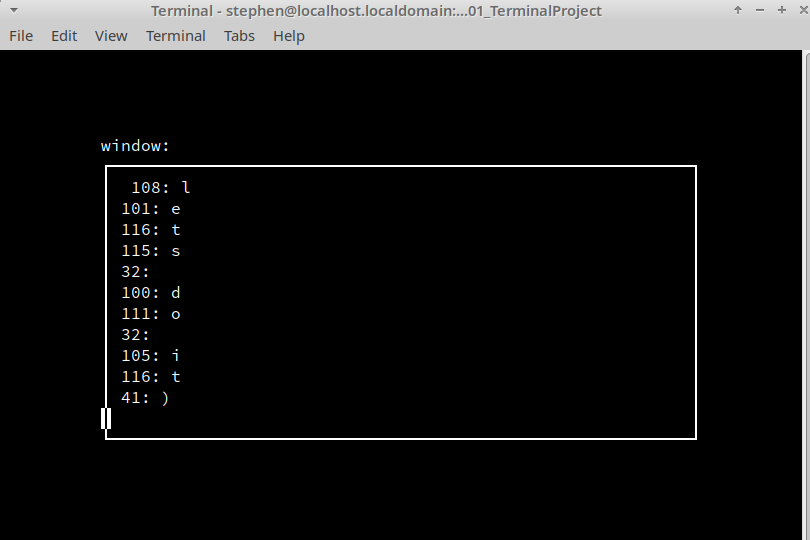 Terminal - stephen@localhost.localdomain:...01_TerminalProject
File Edit View Terminal Tabs Help
window:
108: l
101: e
116: t
115: s
32:
100: d
111: o
32:
105: i
116: t
41: )